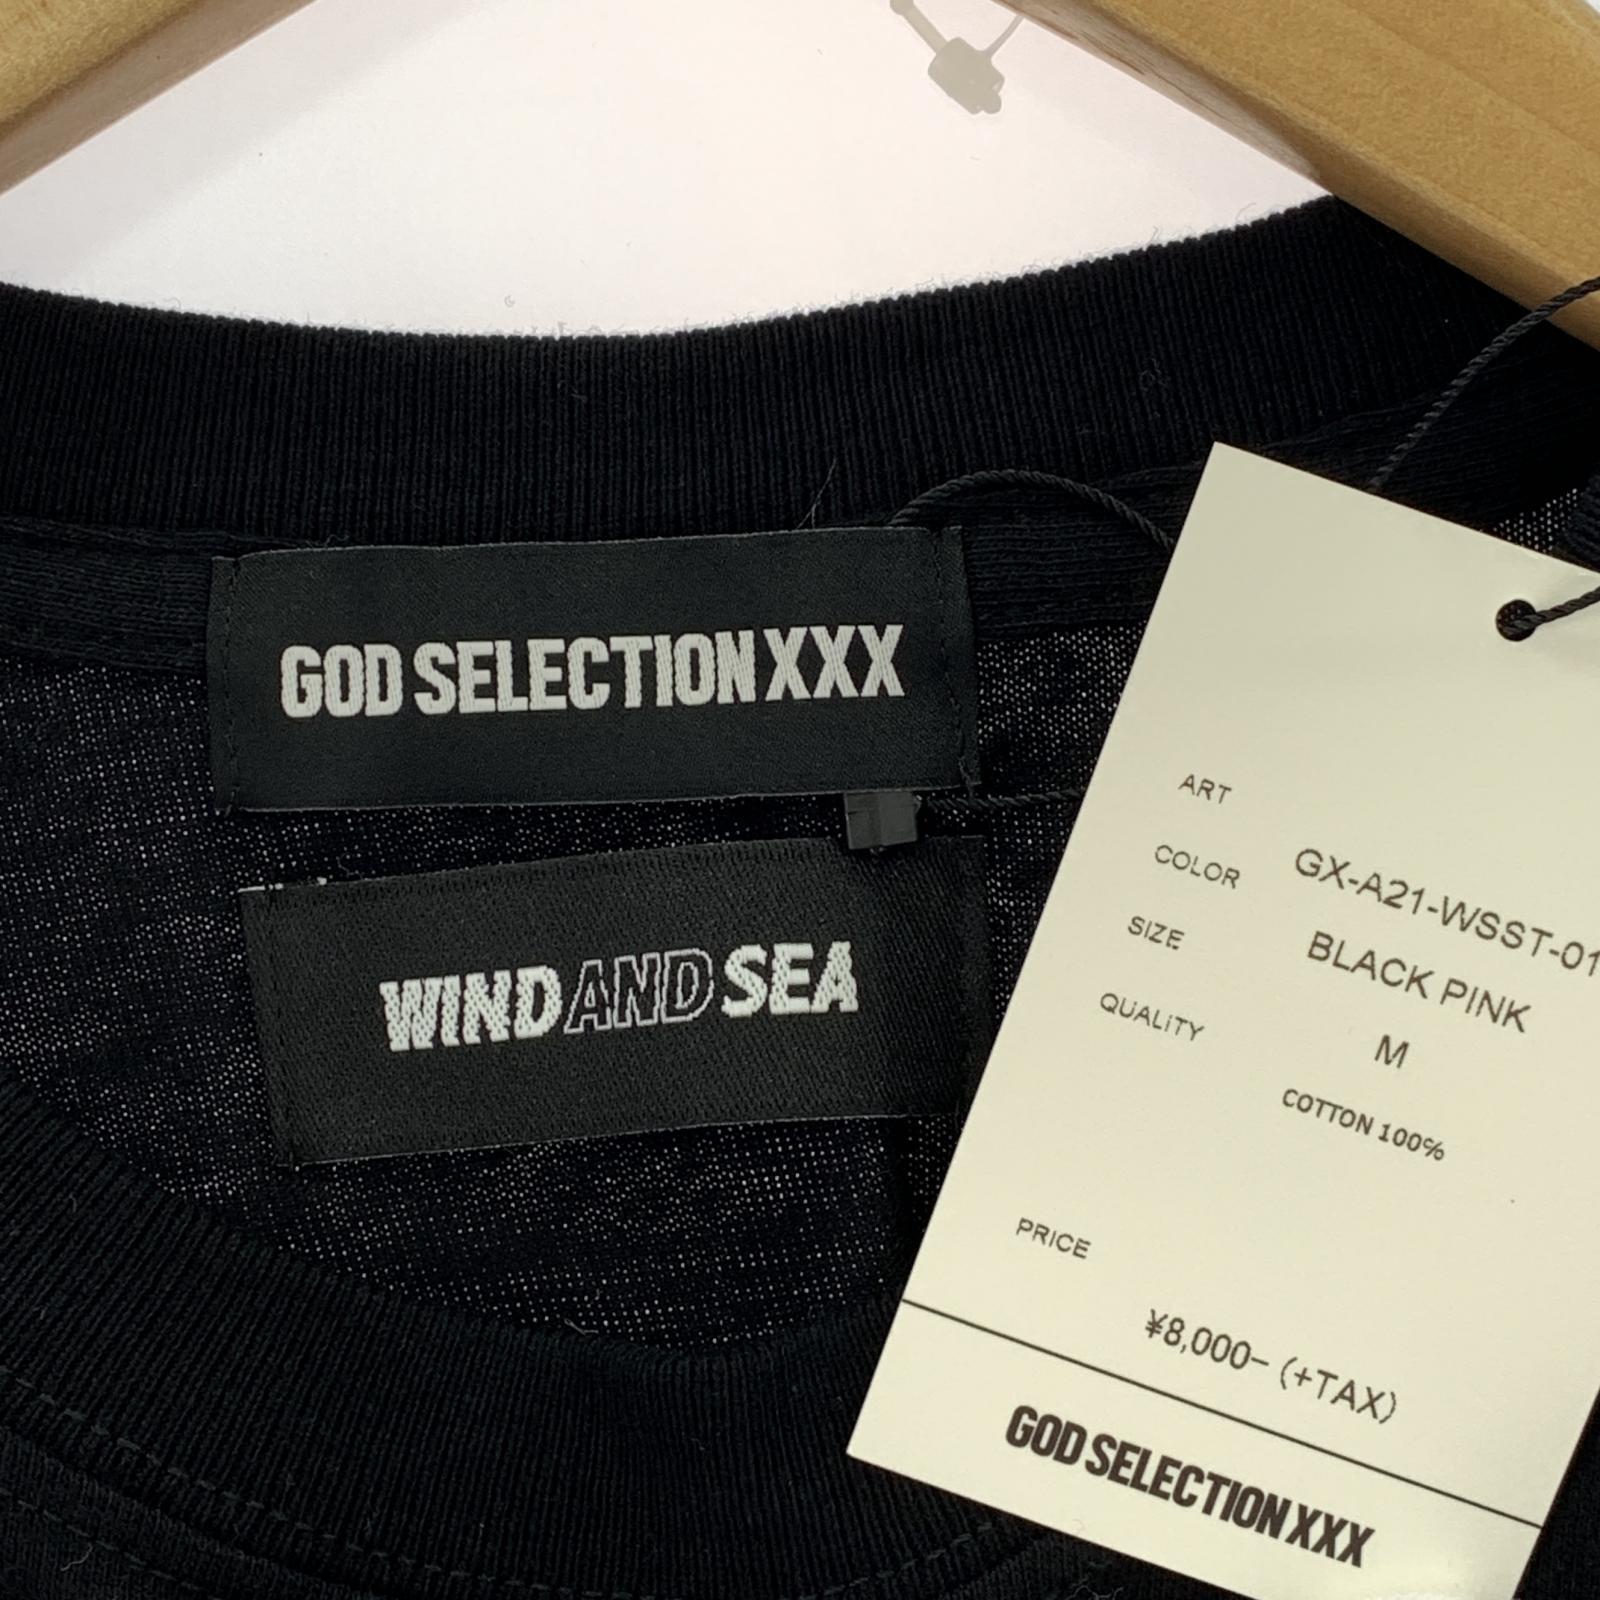 GOD SELECTION XXX
WIND AND SEA
ART
GX-A21-WSST-01
COLOR
BLACK PINK
SIZE
M
QUALITY
COTTON 100%
PRICE
¥8,000- (+TAX)
GOD SELECTION XXX